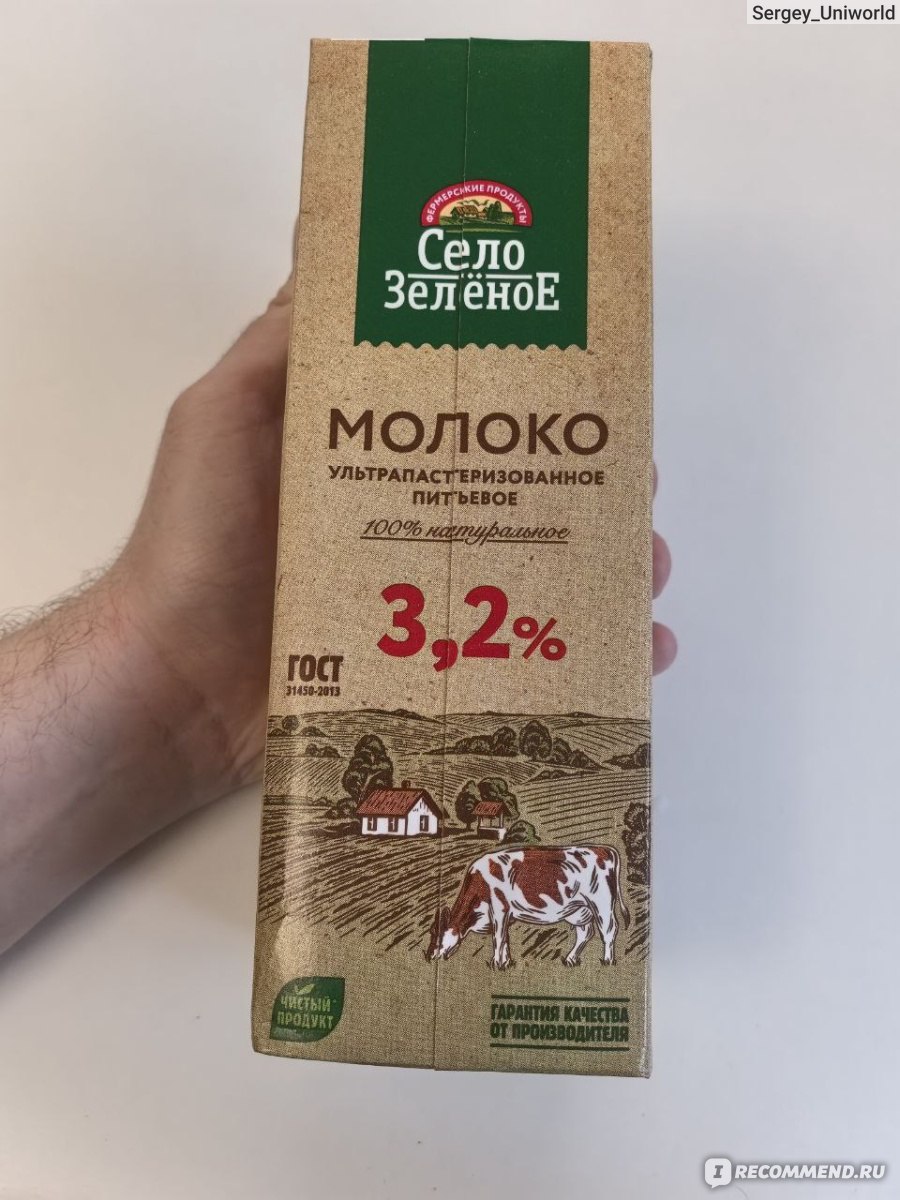 Sergey_Uniworld
ФЕРМЕРСКИЕ ПРОДУКТЫ
Село
Зелёное
МОЛОКО
УЛЬТРАПАСТЕРИЗОВАННОЕ
ПИТЬЕВОЕ
100% натуральное
3,2%
ГОСТ
31450-2013
ЧИСТЫЙ
ПРОДУКТ
ГАРАНТИЯ КАЧЕСТВА
ОТ ПРОИЗВОДИТЕЛЯ
IRECOMMEND.RU